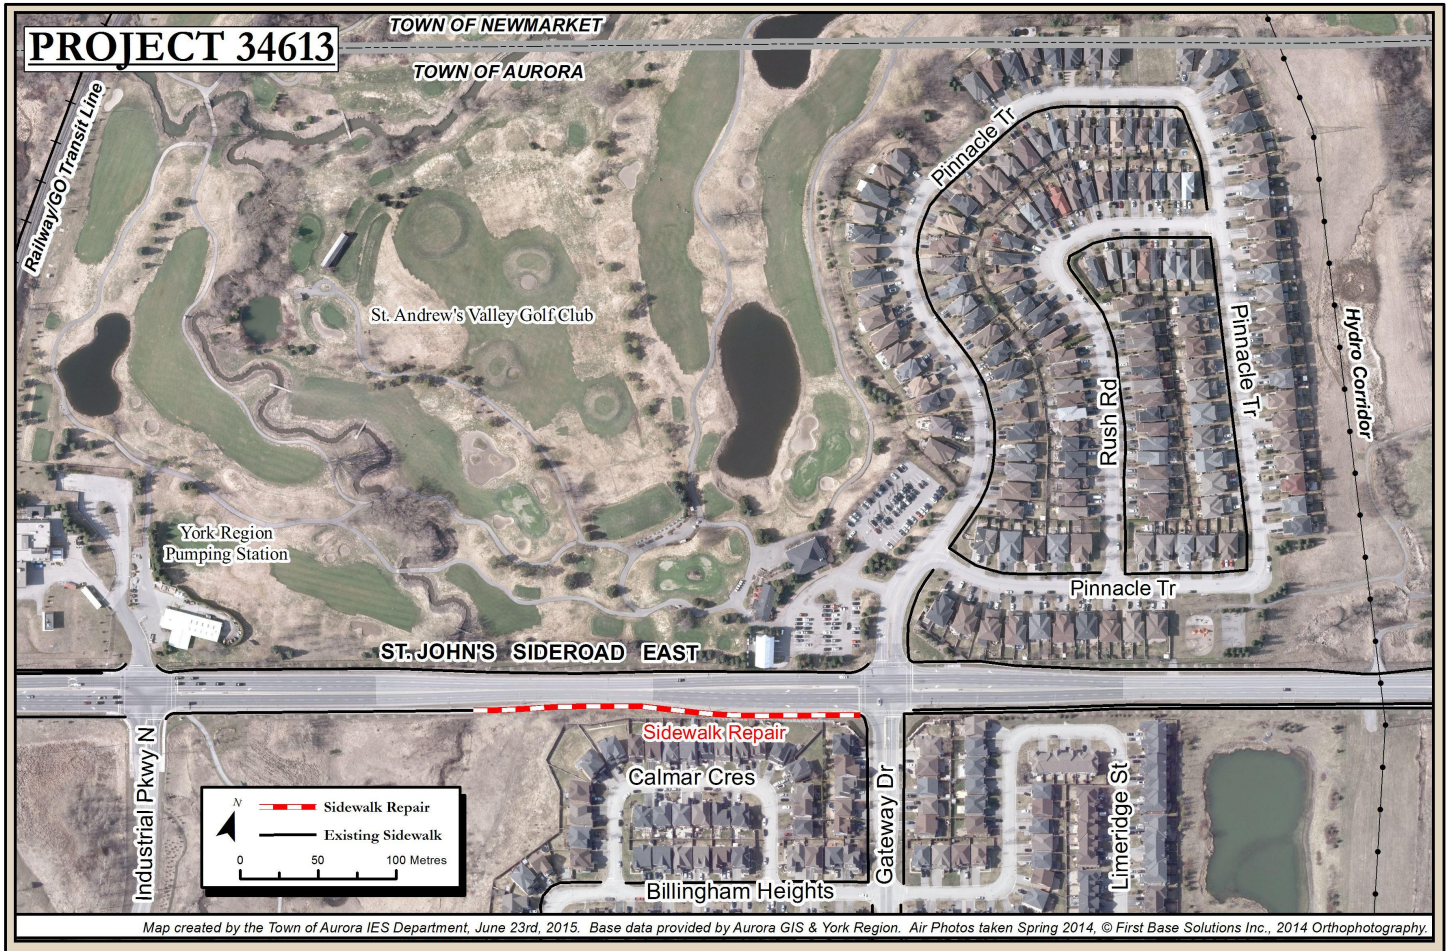 TOWN OF NEWMARKET
PROJECT 34613
TOWN OF AURORA
Railway/GO Transit Line
Pinnacle Tr
St. Andrew's Valley Golf Club
Pinnacle Tr
Hydro Corridor
Rush Rd
York Region
Pumping Station
Pinnacle Tr
ST. JOHN'S SIDEROAD EAST
Sidewalk Repair
Calmar Cres
Industrial Pkwy N
Gateway Dr
Limeridge St
Billingham Heights
N
Sidewalk Repair
Existing Sidewalk
0 50 100 Metres
Map created by the Town of Aurora IES Department, June 23rd, 2015. Base data provided by Aurora GIS & York Region. Air Photos taken Spring 2014, © First Base Solutions Inc., 2014 Orthophotography.